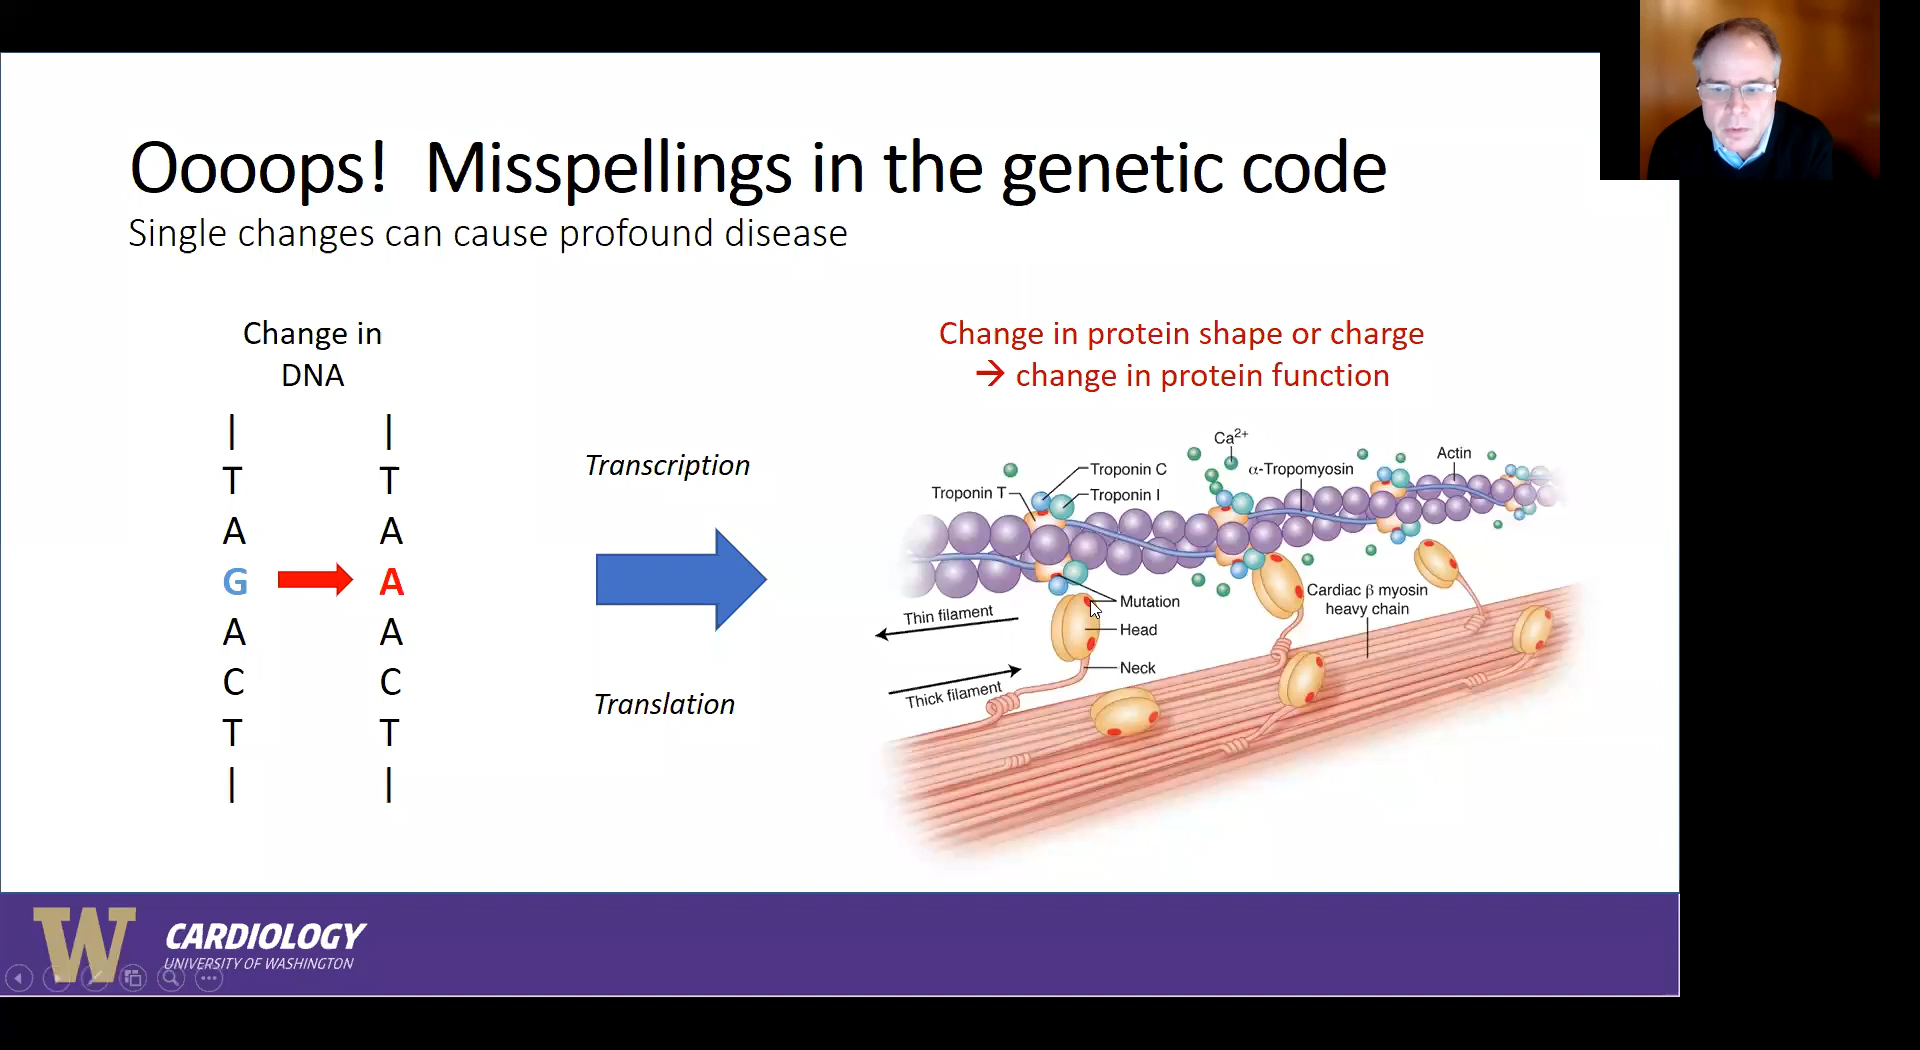 Oooops!  Misspellings in the genetic code
Single changes can cause profound disease
Change in
DNA
|
T
A
G
A
C
T
|
|
T
A
A
A
C
T
|
Transcription
Translation
Change in protein shape or charge
→ change in protein function
Ca2+
Troponin C
α-Tropomyosin
Actin
Troponin T
Troponin I
Mutation
Cardiac β myosin
heavy chain
Thin filament
Head
Neck
Thick filament
W
CARDIOLOGY
UNIVERSITY OF WASHINGTON